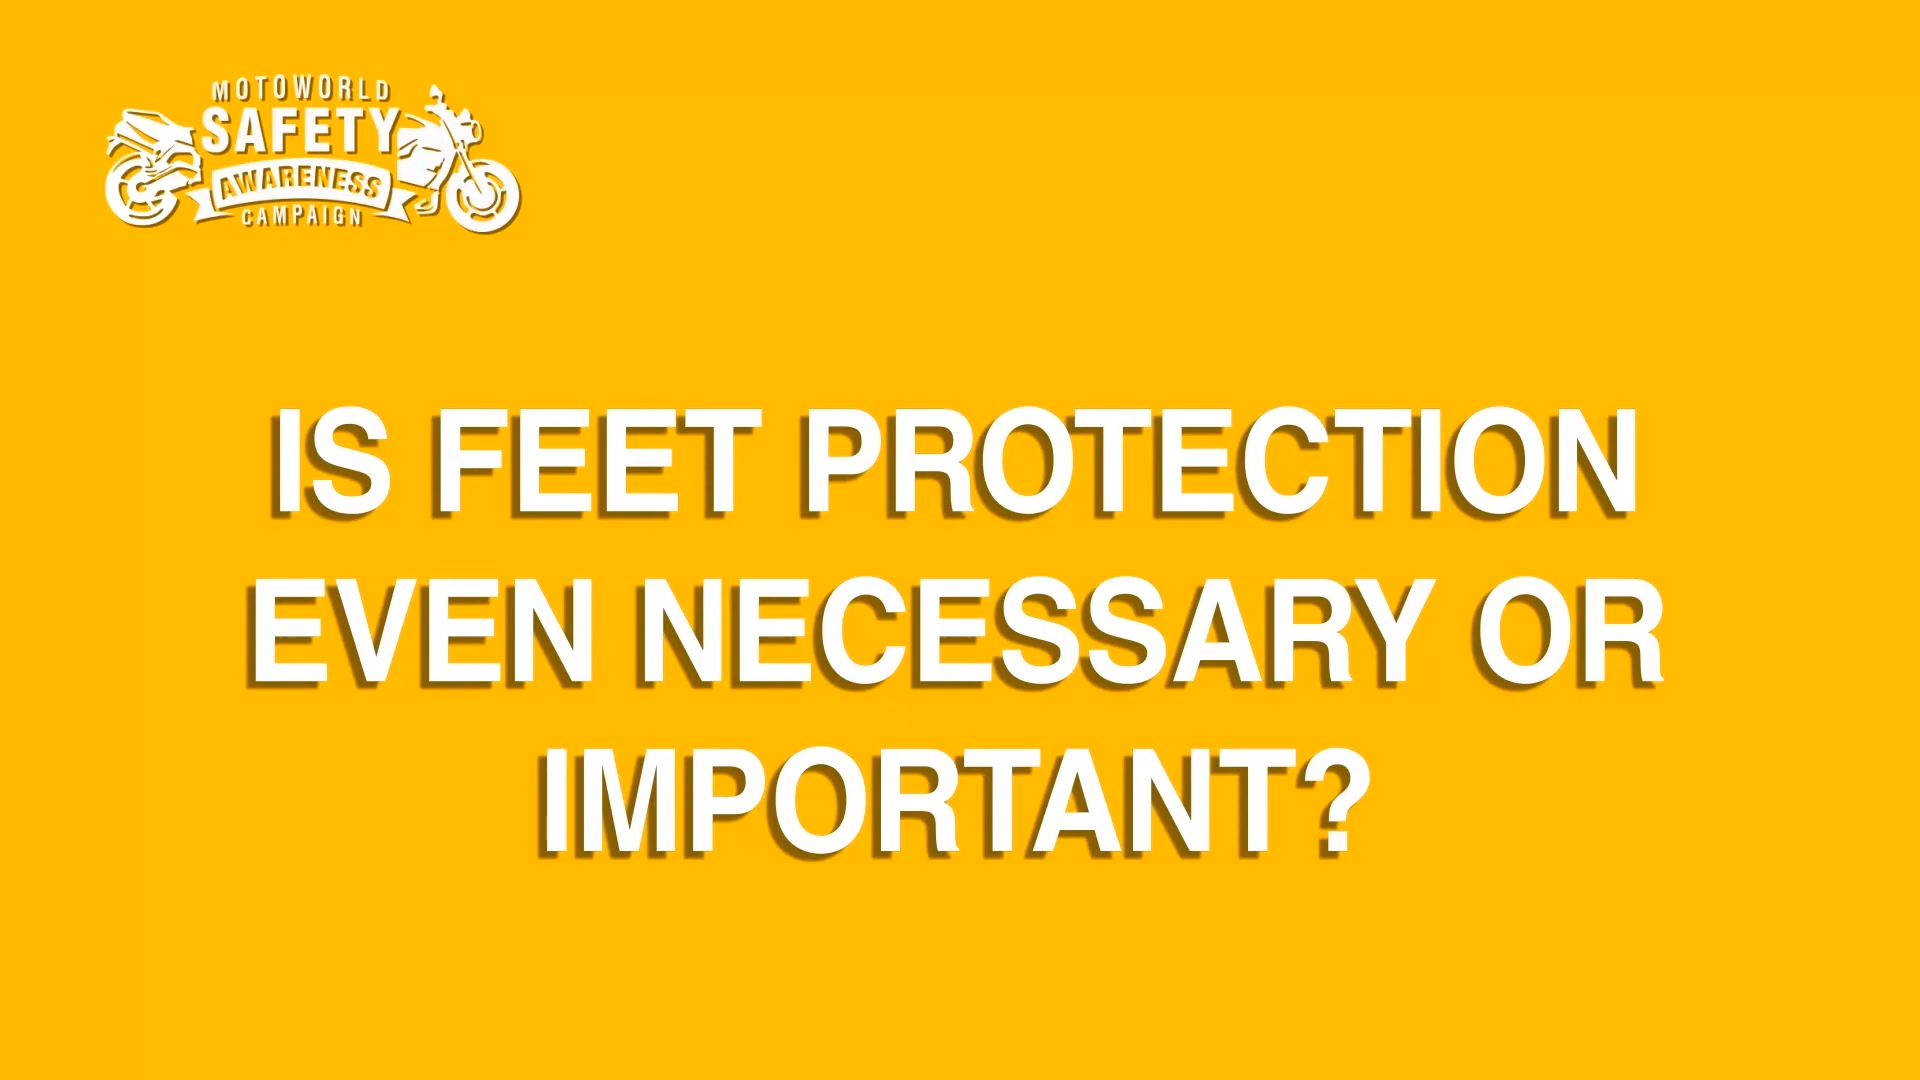 MOTOWORLD
SAFETY
AWARENESS
CAMPAIGN
IS FEET PROTECTION
EVEN NECESSARY OR
IMPORTANT?